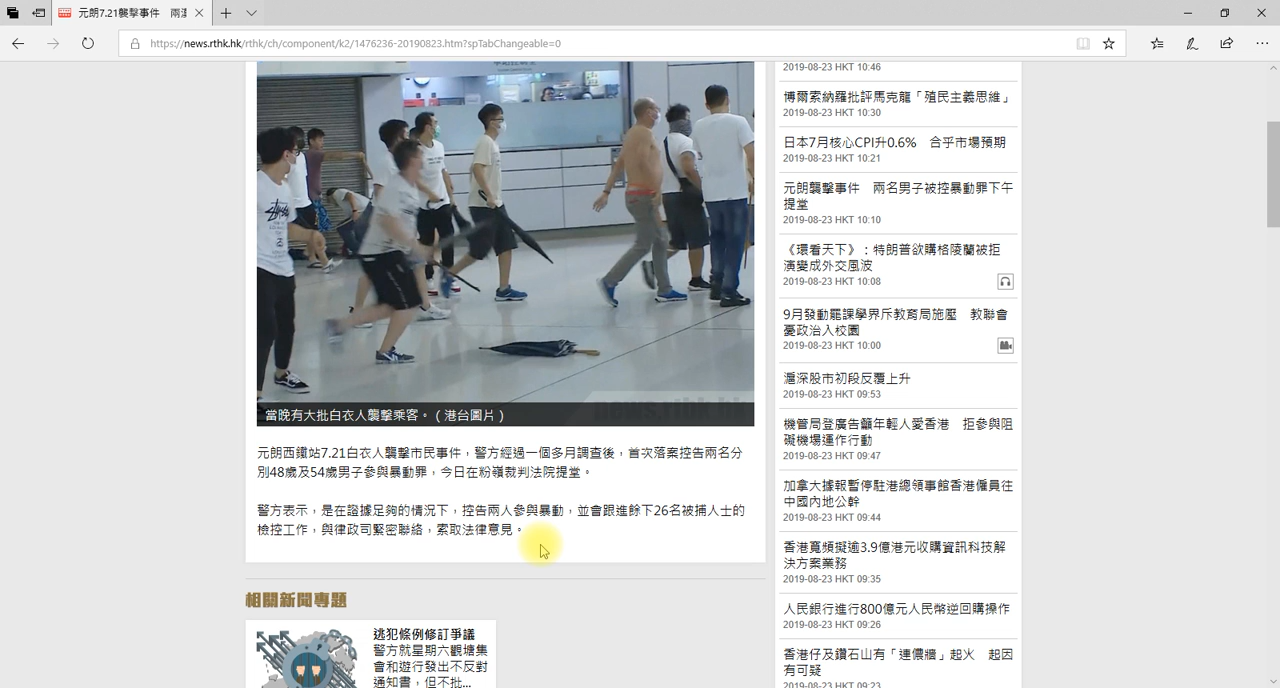 元朗7.21襲擊事件　兩漢
https://news.rthk.hk/rthk/ch/component/k2/1476236-20190823.htm?spTabChangeable=0
當晚有大批白衣人襲擊乘客。（港台圖片）
news.rthk.hk
元朗西鐵站7.21白衣人襲擊市民事件，警方經過一個多月調查後，首次落案控告兩名分
別48歲及54歲男子參與暴動罪，今日在粉嶺裁判法院提堂。
警方表示，是在證據足夠的情況下，控告兩人參與暴動，並會跟進餘下26名被捕人士的
檢控工作，與律政司緊密聯絡，索取法律意見。
相關新聞專題
逃犯條例修訂爭議
警方就星期六觀塘集
會和遊行發出不反對
通知書，但不批...
2019-08-23 HKT 10:46
博爾索納羅批評馬克龍「殖民主義思維」
2019-08-23 HKT 10:30
日本7月核心CPI升0.6%　合乎市場預期
2019-08-23 HKT 10:21
元朗襲擊事件　兩名男子被控暴動罪下午
提堂
2019-08-23 HKT 10:10
《環看天下》：特朗普欲購格陵蘭被拒
演變成外交風波
2019-08-23 HKT 10:08
9月發動罷課學界斥教育局施壓　教聯會
憂政治入校園
2019-08-23 HKT 10:00
滬深股市初段反覆上升
2019-08-23 HKT 09:53
機管局登廣告籲年輕人愛香港　拒參與阻
礙機場運作行動
2019-08-23 HKT 09:47
加拿大據報暫停駐港總領事館香港僱員往
中國內地公幹
2019-08-23 HKT 09:44
香港寬頻擬逾3.9億港元收購資訊科技解
決方案業務
2019-08-23 HKT 09:35
人民銀行進行800億元人民幣逆回購操作
2019-08-23 HKT 09:26
香港仔及鑽石山有「連儂牆」起火　起因
有可疑
2019-08-23 HKT 09:23